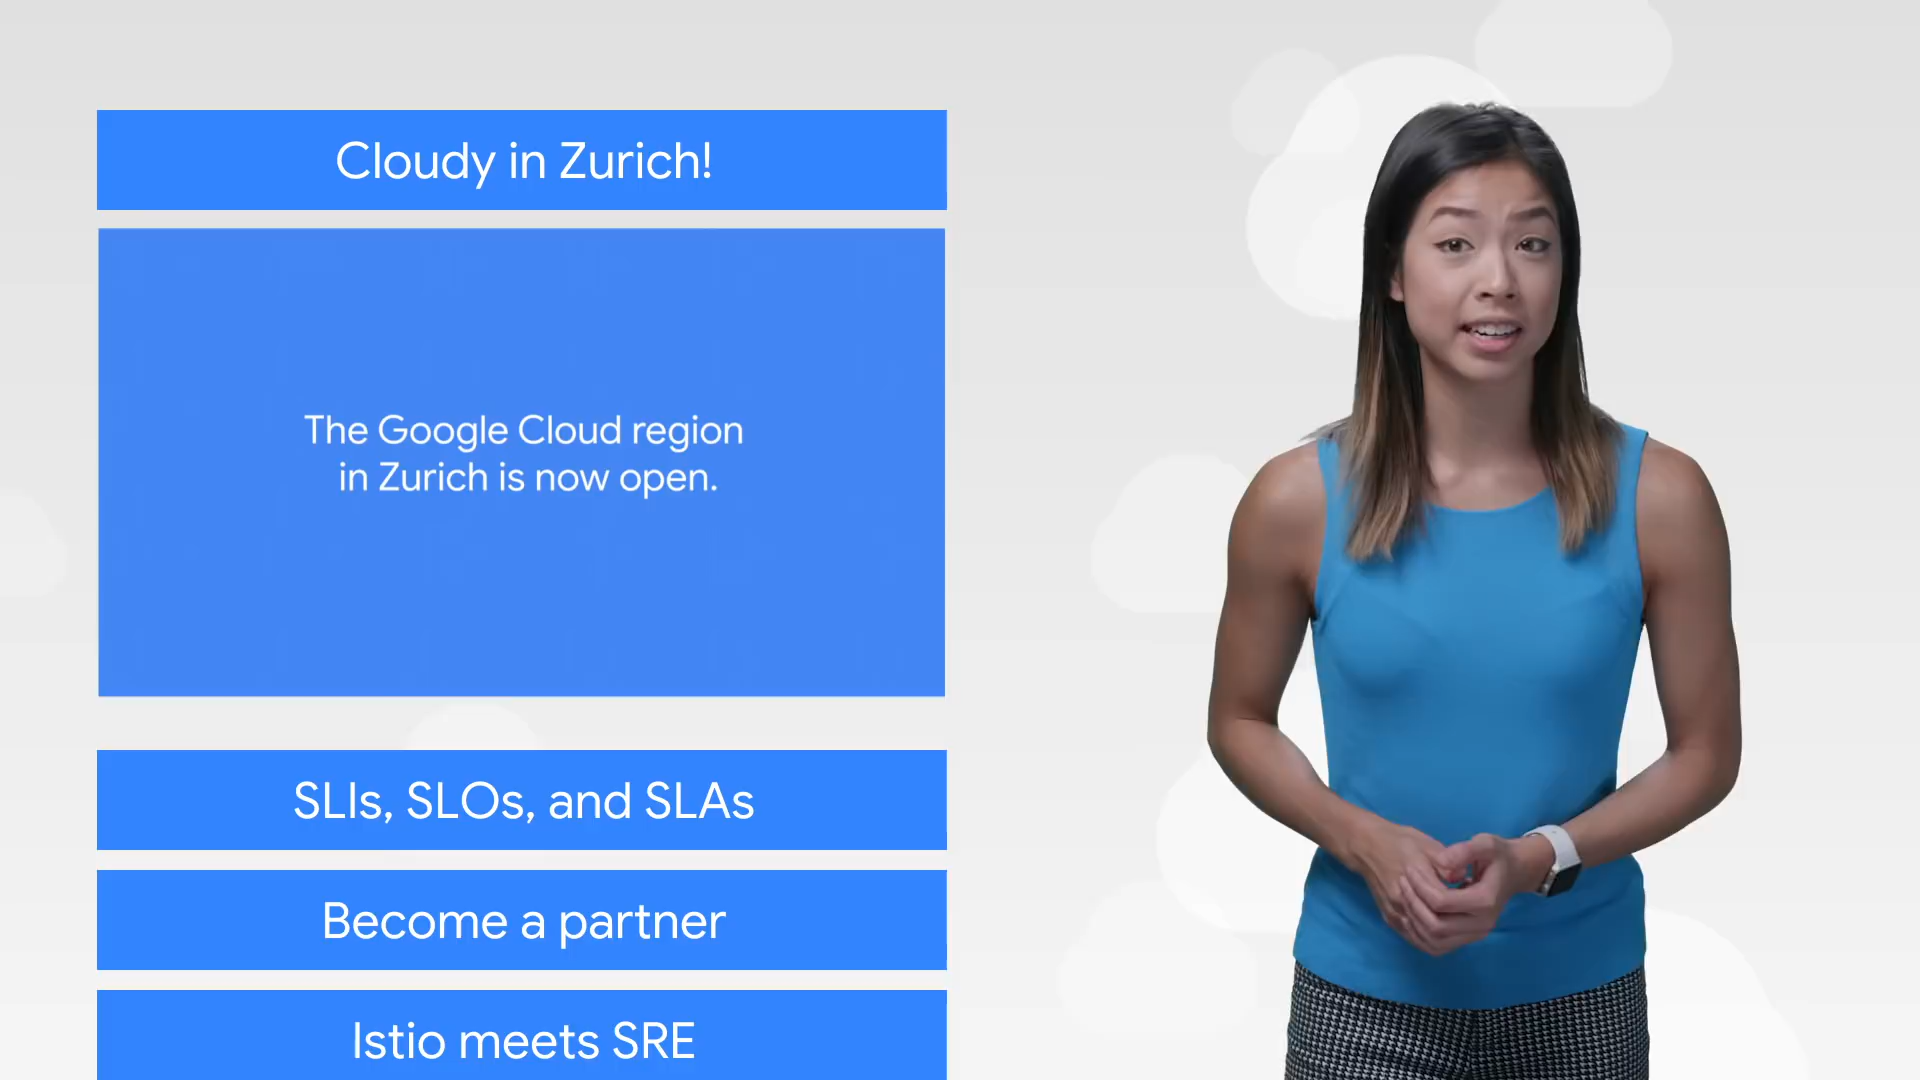 Cloudy in Zurich!
The Google Cloud region
in Zurich is now open.
SLIs, SLOs, and SLAs
Become a partner
Istio meets SRE